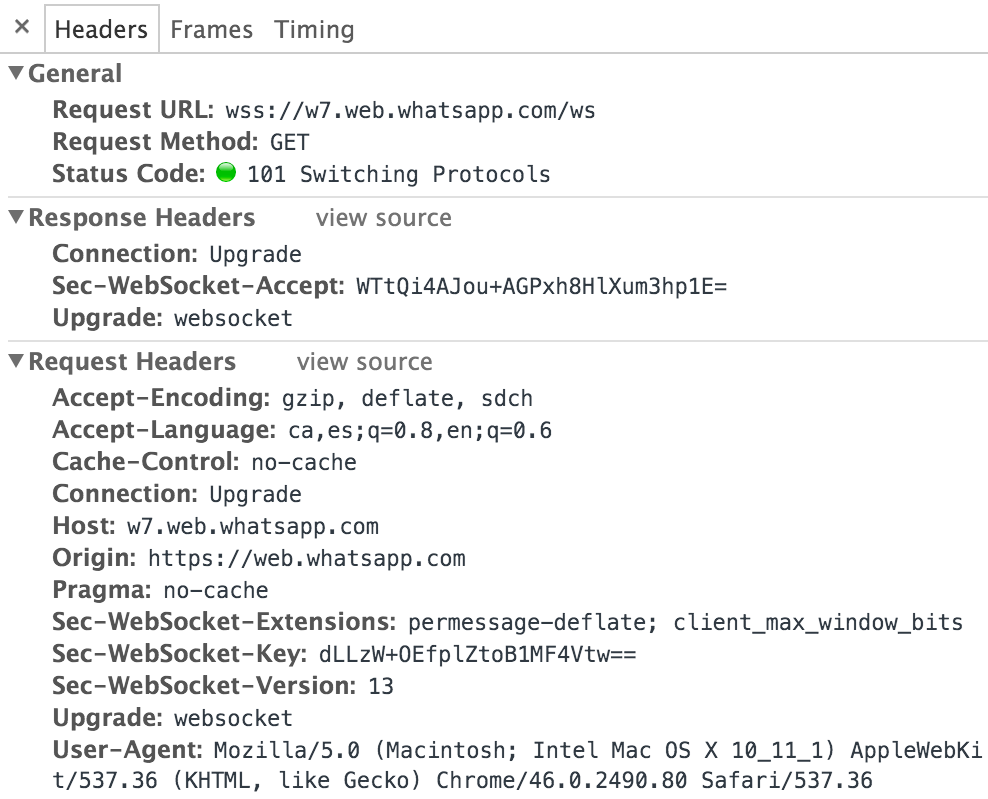 × Headers Frames Timing
▼ General
Request URL: wss://w7.web.whatsapp.com/ws
Request Method: GET
Status Code: 101 Switching Protocols
▼ Response Headers view source
Connection: Upgrade
Sec-WebSocket-Accept: WTtQi4AJou+AGPxh8HlXum3hp1E=
Upgrade: websocket
▼ Request Headers view source
Accept-Encoding: gzip, deflate, sdch
Accept-Language: ca,es;q=0.8,en;q=0.6
Cache-Control: no-cache
Connection: Upgrade
Host: w7.web.whatsapp.com
Origin: https://web.whatsapp.com
Pragma: no-cache
Sec-WebSocket-Extensions: permessage-deflate; client_max_window_bits
Sec-WebSocket-Key: dLLzW+OEfplZtoB1MF4Vtw==
Sec-WebSocket-Version: 13
Upgrade: websocket
User-Agent: Mozilla/5.0 (Macintosh; Intel Mac OS X 10_11_1) AppleWebKi
t/537.36 (KHTML, like Gecko) Chrome/46.0.2490.80 Safari/537.36